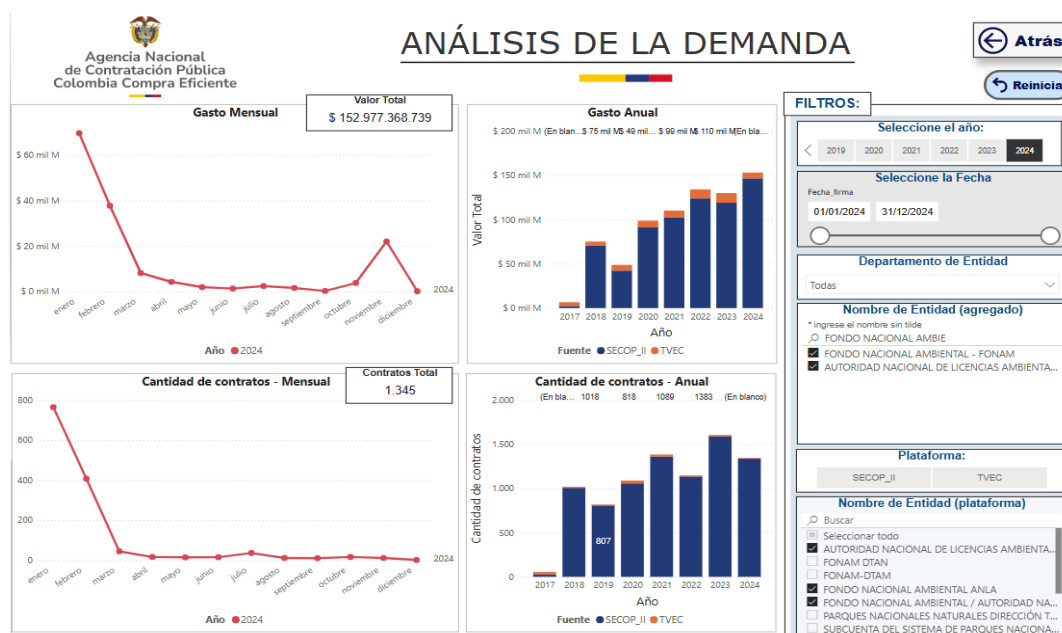 Agencia Nacional
de Contratación Pública
Colombia Compra Eficiente
ANÁLISIS DE LA DEMANDA
Atrás
Reinicia
Gasto Mensual
Valor Total
$ 152.977.368.739
$ 60 mil M
$ 40 mil M
$ 20 mil M
$ 0 mil M
2024
enero febrero marzo abril mayo junio julio agosto septiembre octubre noviembre diciembre
Año 2024
Gasto Anual
$ 200 mil M (En blan... $ 75 mil M $ 49 mil... $ 99 mil M $ 110 mil M (En bla...
$ 150 mil M
$ 100 mil M
$ 50 mil M
$ 0 mil M
Valor Total
2017 2018 2019 2020 2021 2022 2023 2024
Año
Fuente SECOP_II TVEC
Cantidad de contratos - Mensual
Contratos Total
1.345
800
600
400
200
0
2024
enero febrero marzo abril mayo junio julio agosto septiembre octubre noviembre diciembre
Año 2024
Cantidad de contratos - Anual
(En bla... 1018 818 1089 1383 (En blanco)
2.000
1.500
1.000
500
0
Cantidad de contratos
807
2017 2018 2019 2020 2021 2022 2023 2024
Año
Fuente SECOP_II TVEC
FILTROS:
Seleccione el año:
2019 2020 2021 2022 2023 2024
Seleccione la Fecha
Fecha_firma
01/01/2024 31/12/2024
Departamento de Entidad
Todas
Nombre de Entidad (agregado)
* ingrese el nombre sin tilde
FONDO NACIONAL AMBIE
FONDO NACIONAL AMBIENTAL - FONAM
AUTORIDAD NACIONAL DE LICENCIAS AMBIENTA...
Plataforma:
SECOP_II TVEC
Nombre de Entidad (plataforma)
Buscar
Seleccionar todo
AUTORIDAD NACIONAL DE LICENCIAS AMBIENTA...
FONAM DTAN
FONAM-DTAM
FONDO NACIONAL AMBIENTAL ANLA
FONDO NACIONAL AMBIENTAL / AUTORIDAD NA...
PARQUES NACIONALES NATURALES DIRECCIÓN T...
SUBCUENTA DEL SISTEMA DE PARQUES NACIONA...